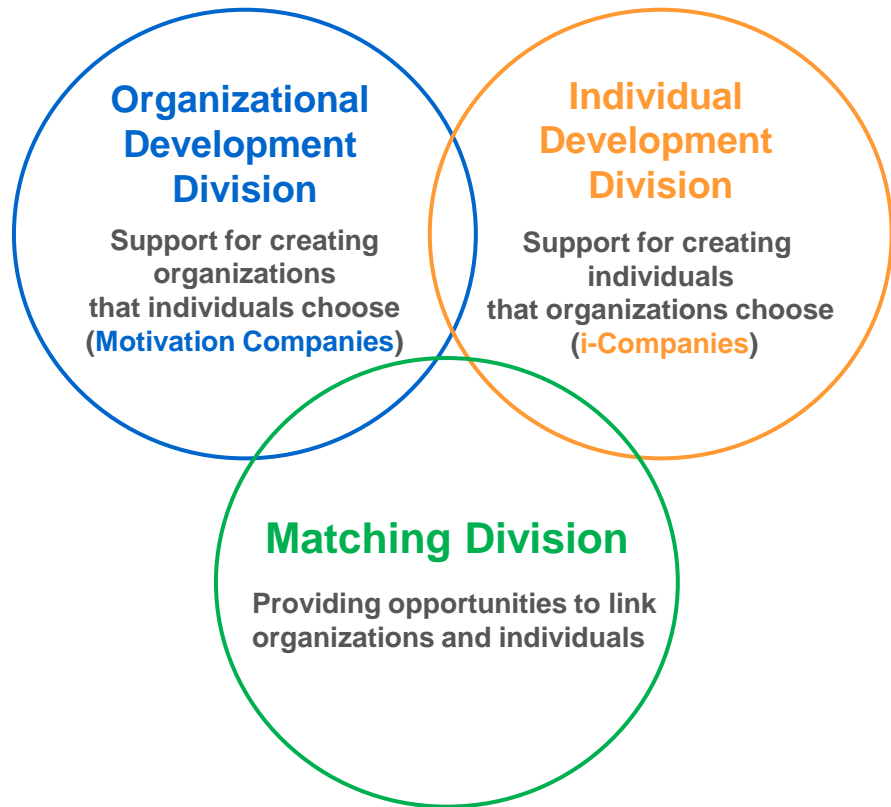 Organizational
Development
Division
Support for creating
organizations
that individuals choose
(Motivation Companies)
Individual
Development
Division
Support for creating
individuals
that organizations choose
(i-Companies)
Matching Division
Providing opportunities to link
organizations and individuals